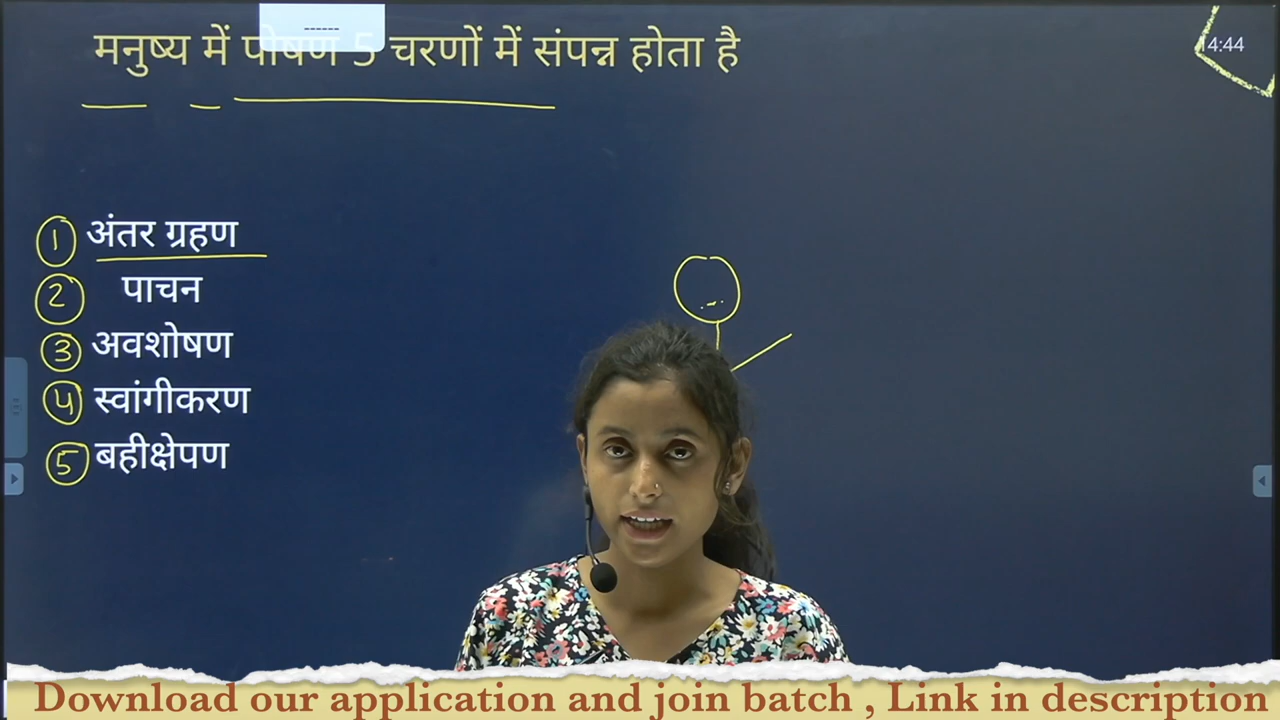 ------
मनुष्य में पोषण 5 चरणों में संपन्न होता है
14:44
1 अंतर ग्रहण
2 पाचन
3 अवशोषण
4 स्वांगीकरण
5 बहीक्षेपण
Download our application and join batch , Link in description